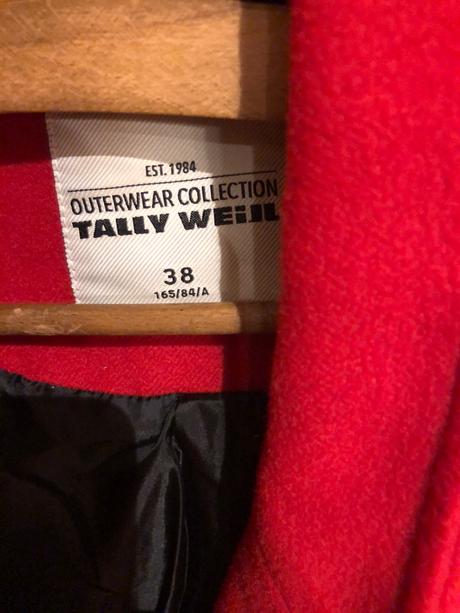 EST. 1984
OUTERWEAR COLLECTION
TALLY WEiJL
38
165/84/A